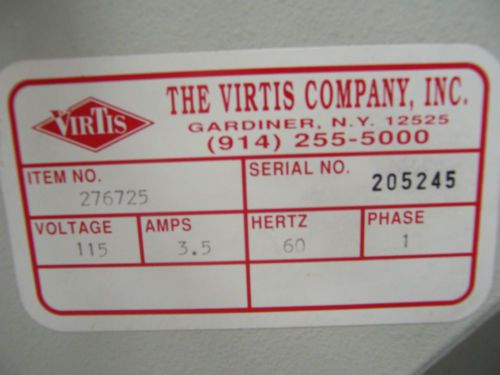 VIRTIS
THE VIRTIS COMPANY, INC.
GARDINER, N.Y. 12525
(914) 255-5000
ITEM NO.
276725
SERIAL NO.
205245
VOLTAGE
115
AMPS
3.5
HERTZ
60
PHASE
1